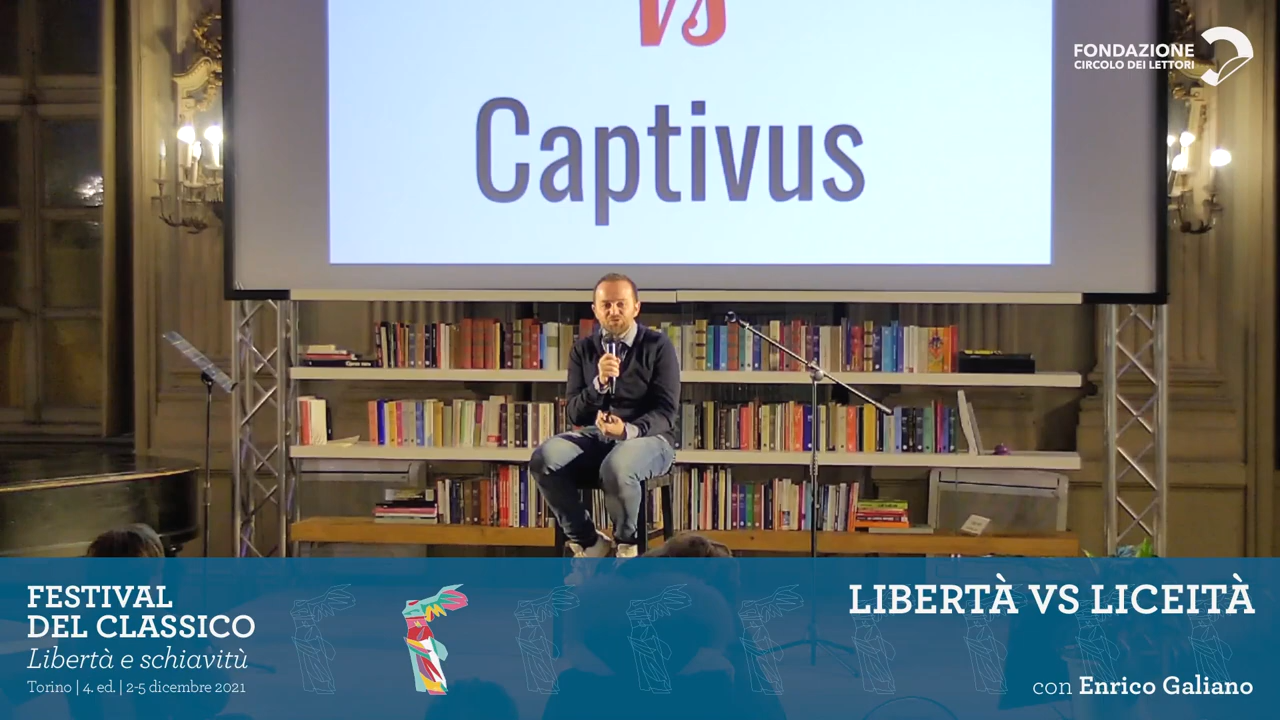 vs
Captivus
FONDAZIONE
CIRCOLO DEI LETTORI
FESTIVAL
DEL CLASSICO
Libertà e schiavitù
Torino | 4. ed. | 2-5 dicembre 2021
LIBERTÀ VS LICEITÀ
con Enrico Galiano